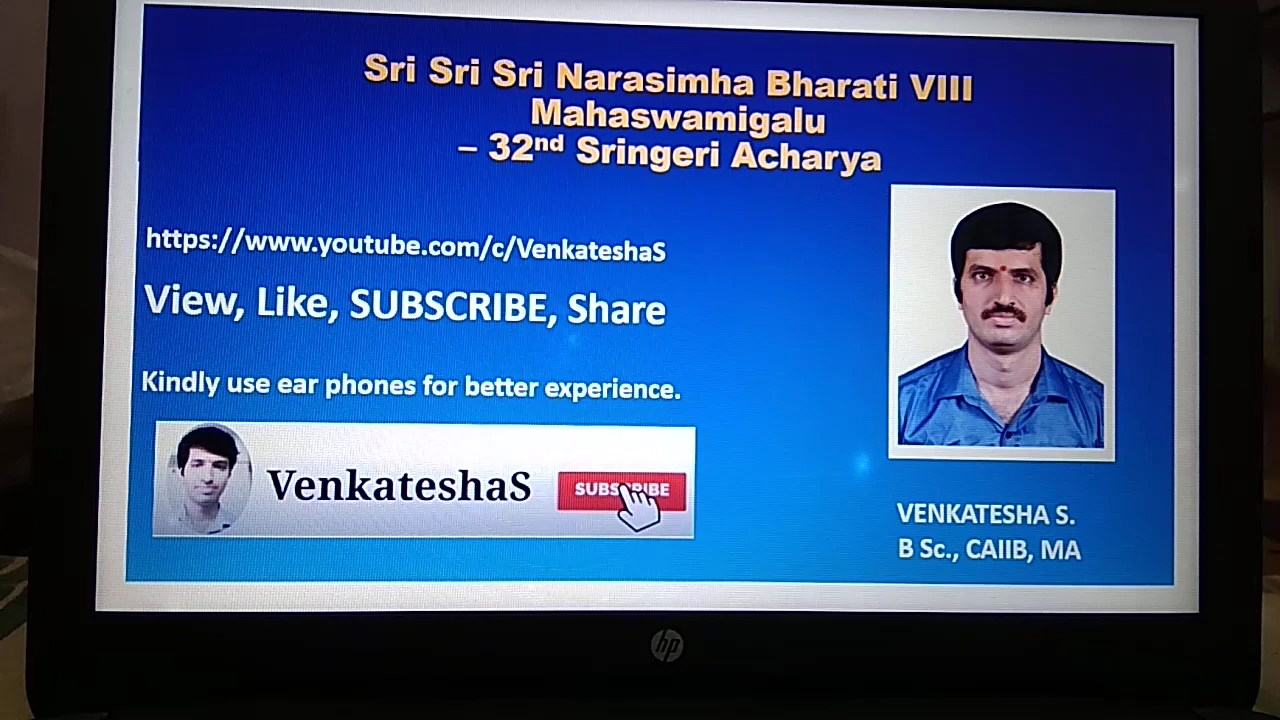 Sri Sri Sri Narasimha Bharati VIII
Mahaswamigalu
– 32nd Sringeri Acharya
https://www.youtube.com/c/VenkateshaS
View, Like, SUBSCRIBE, Share
Kindly use ear phones for better experience.
VenkateshaS
SUBSCRIBE
VENKATESHA S.
B Sc., CAIIB, MA
hp